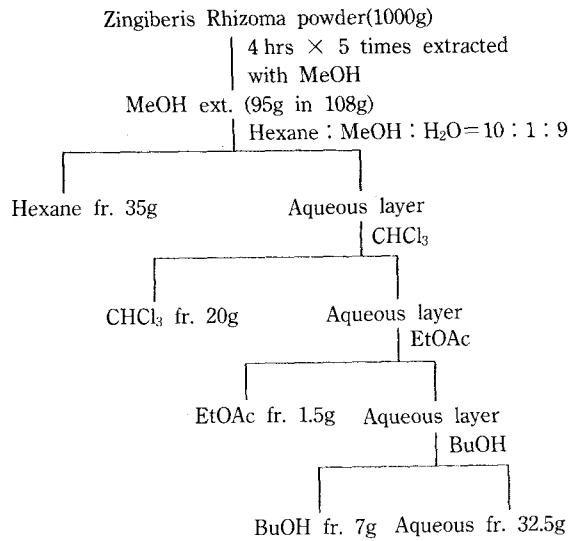 Zingiberis Rhizoma powder(1000g)
4 hrs × 5 times extracted
with MeOH
MeOH ext. (95g in 108g)
Hexane : MeOH : H₂O=10 : 1 : 9
Hexane fr. 35g
Aqueous layer
CHCl₃
CHCl₃ fr. 20g
Aqueous layer
EtOAc
EtOAc fr. 1.5g
Aqueous layer
BuOH
BuOH fr. 7g
Aqueous fr. 32.5g